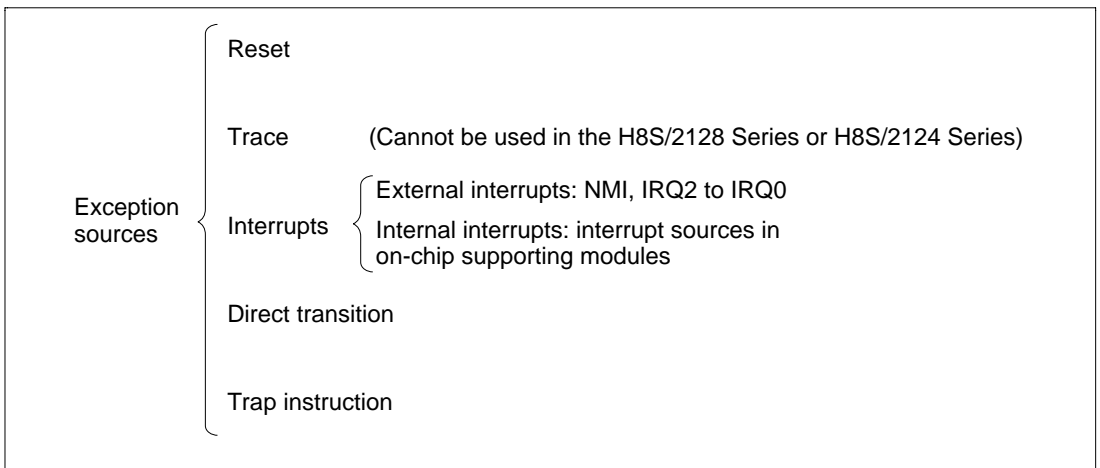 Reset
Trace (Cannot be used in the H8S/2128 Series or H8S/2124 Series)
Exception
sources
Interrupts
External interrupts: NMI, IRQ2 to IRQ0
Internal interrupts: interrupt sources in
on-chip supporting modules
Direct transition
Trap instruction